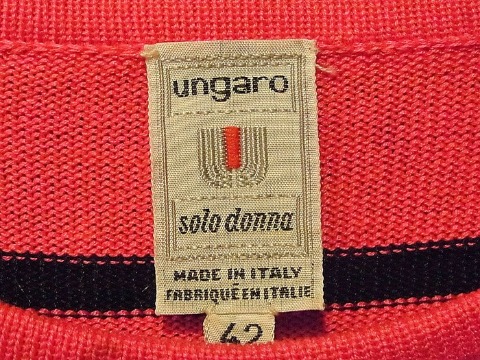 ungaro
solo donna
MADE IN ITALY
FABRIQUÉ EN ITALIE
42